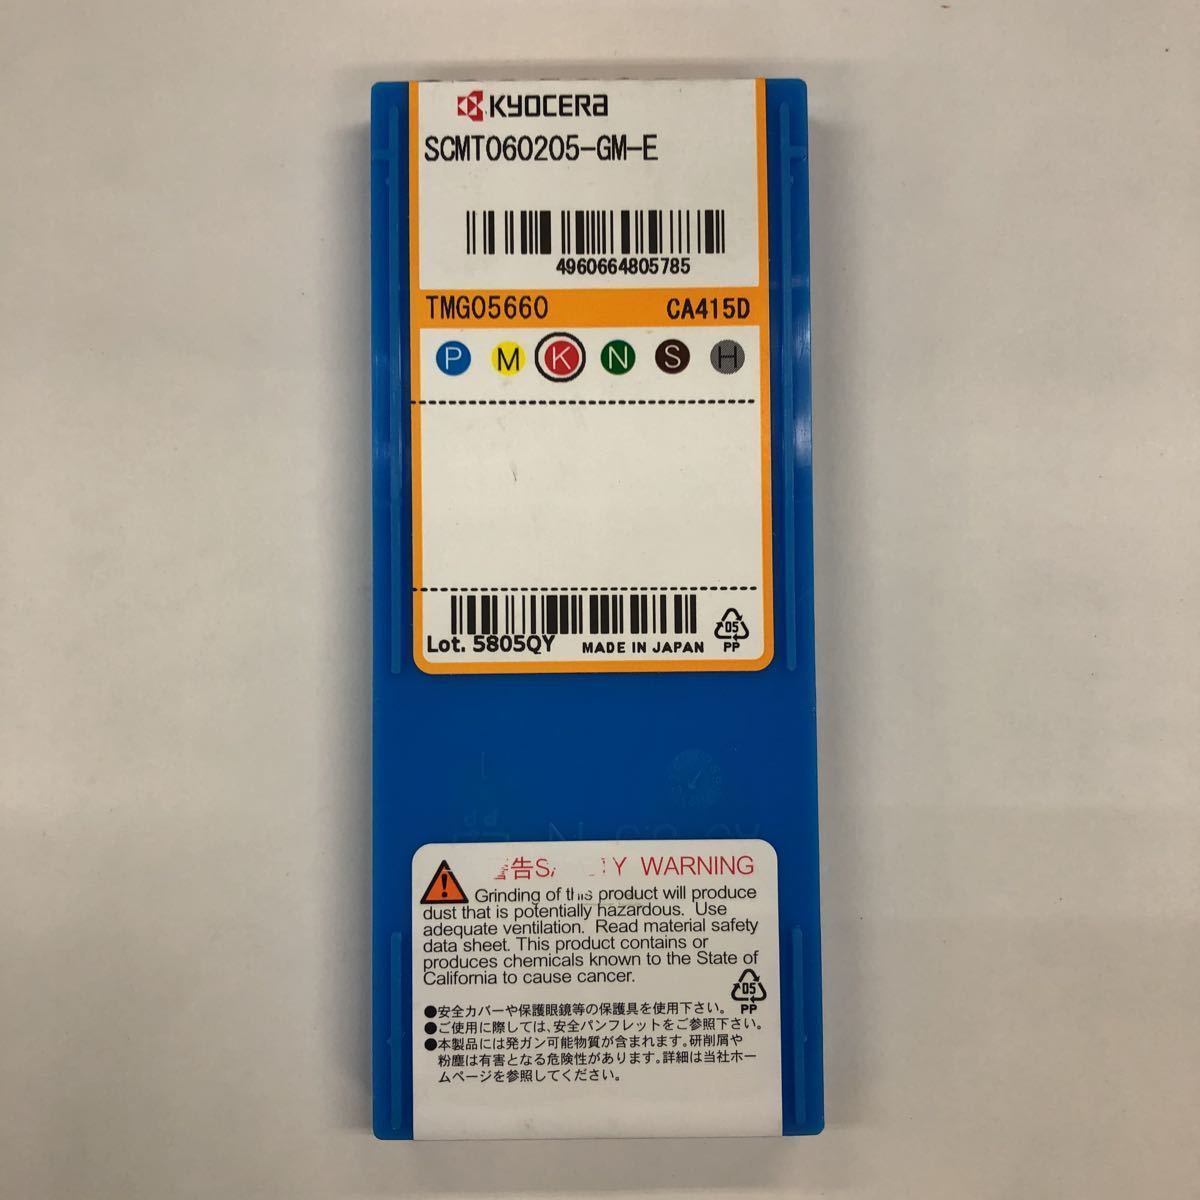 KYOCERA
SCMT060205-GM-E
4960664805785
TMG05660 CA415D
P M K N S H
Lot. 5805QY MADE IN JAPAN
05
PP
告 WARNING
Grinding of this product will produce
dust that is potentially hazardous. Use
adequate ventilation. Read material safety
data sheet. This product contains or
produces chemicals known to the State of
California to cause cancer.
05
PP
●安全カバーや保護眼鏡等の保護具を使用下さい。
●ご使用に際しては、安全パンフレットをご参照下さい。
●本製品には発ガン可能物質が含まれます。研削屑や
粉塵は有害となる危険性があります。詳細は当社ホー
ムページを参照してください。